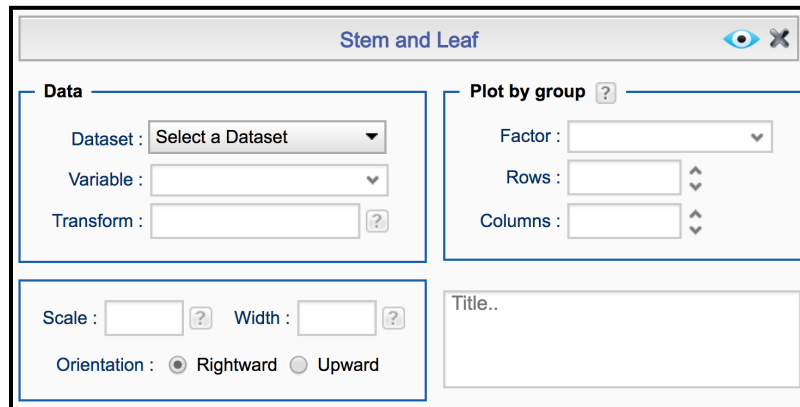 Stem and Leaf
Data
Dataset : Select a Dataset
Variable :
Transform : ?
Plot by group ?
Factor :
Rows :
Columns :
Scale : ? Width : ?
Orientation : Rightward Upward
Title..